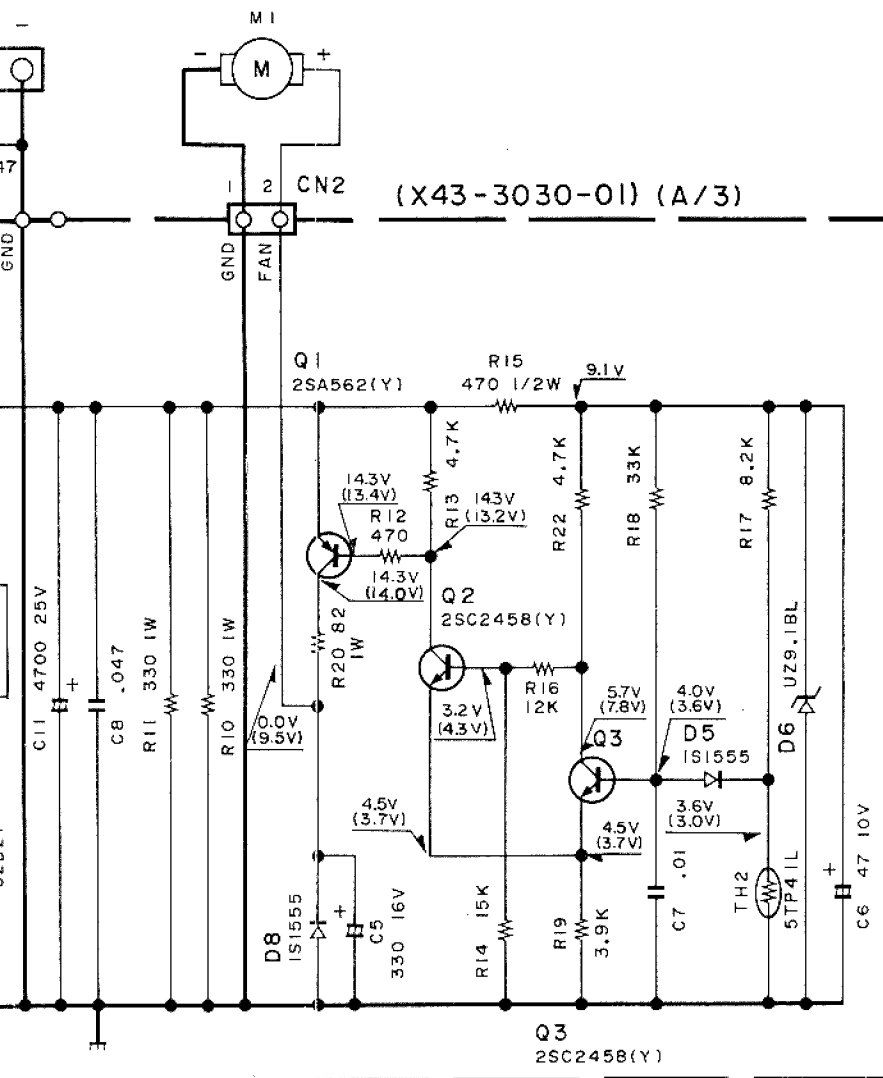 −
M1
− M +
47
1 2 CN2
(X43-3030-01) (A/3)
GND
GND
FAN
Q1
2SA562(Y)
R15
470 1/2W
9.1V
4.7K
R13
R22 4.7K
R18 33K
R17 8.2K
14.3V
(13.4V)
R12
470
14.3V
(13.2V)
14.3V
(14.0V)
Q2
2SC2458(Y)
C11 4700 25V
+
C8 .047
R11 330 1W
R10 330 1W
R20 82
1W
0.0V
(9.5V)
R16
12K
3.2V
(4.3V)
5.7V
(7.8V)
Q3
4.0V
(3.6V)
D5
1S1555
D6 UZ9.1BL
4.5V
(3.7V)
4.5V
(3.7V)
3.6V
(3.0V)
D8
1S1555
+
C5
330 16V
R14 15K
R19
3.9K
C7 .01
TH2
5TP41L
+
C6 47 10V
Q3
2SC2458(Y)